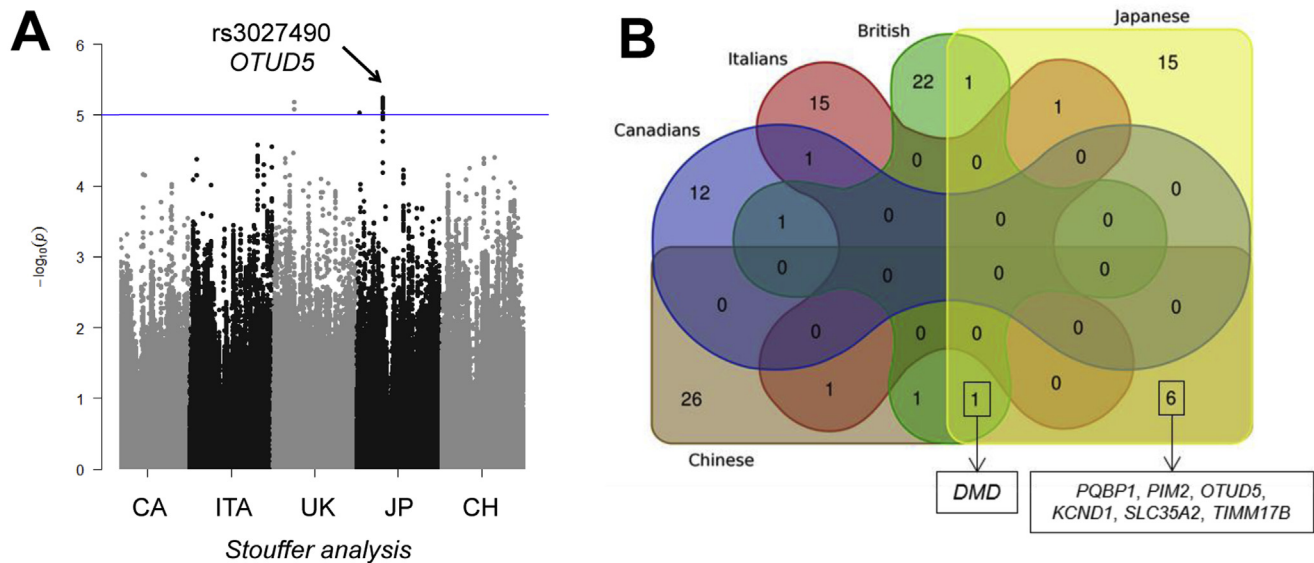 A
rs3027490
OTUD5
6
5
4
3
2
1
0
−log10(p)
CA ITA UK JP CH
Stouffer analysis
B
Japanese
British
Italians
Canadians
15
22 1
15 1
1 0 0 0
12 0
1 0 0 0
0 0 0 0
0 0
0 0 0 0
26 1 1 1 0 6
Chinese
DMD
PQBP1, PIM2, OTUD5,
KCND1, SLC35A2, TIMM17B